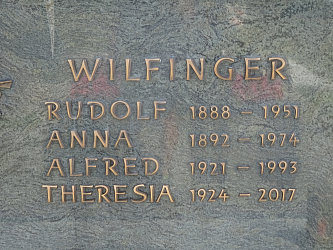 WILFINGER
RUDOLF 1888 – 1951
ANNA 1892 – 1974
ALFRED 1921 – 1993
THERESIA 1924 – 2017